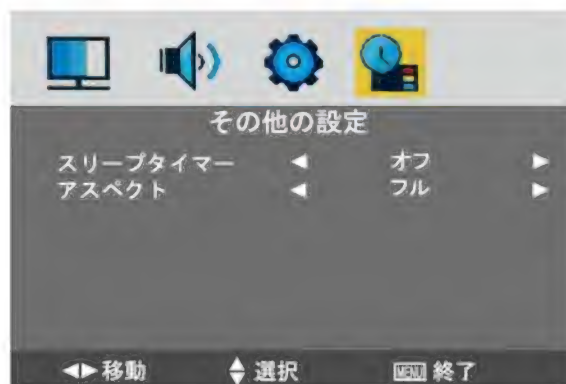 その他の設定
スリープタイマー ◀ オフ ▶
アスペクト ◀ フル ▶
◀▶移動 ◆選択 MENU 終了